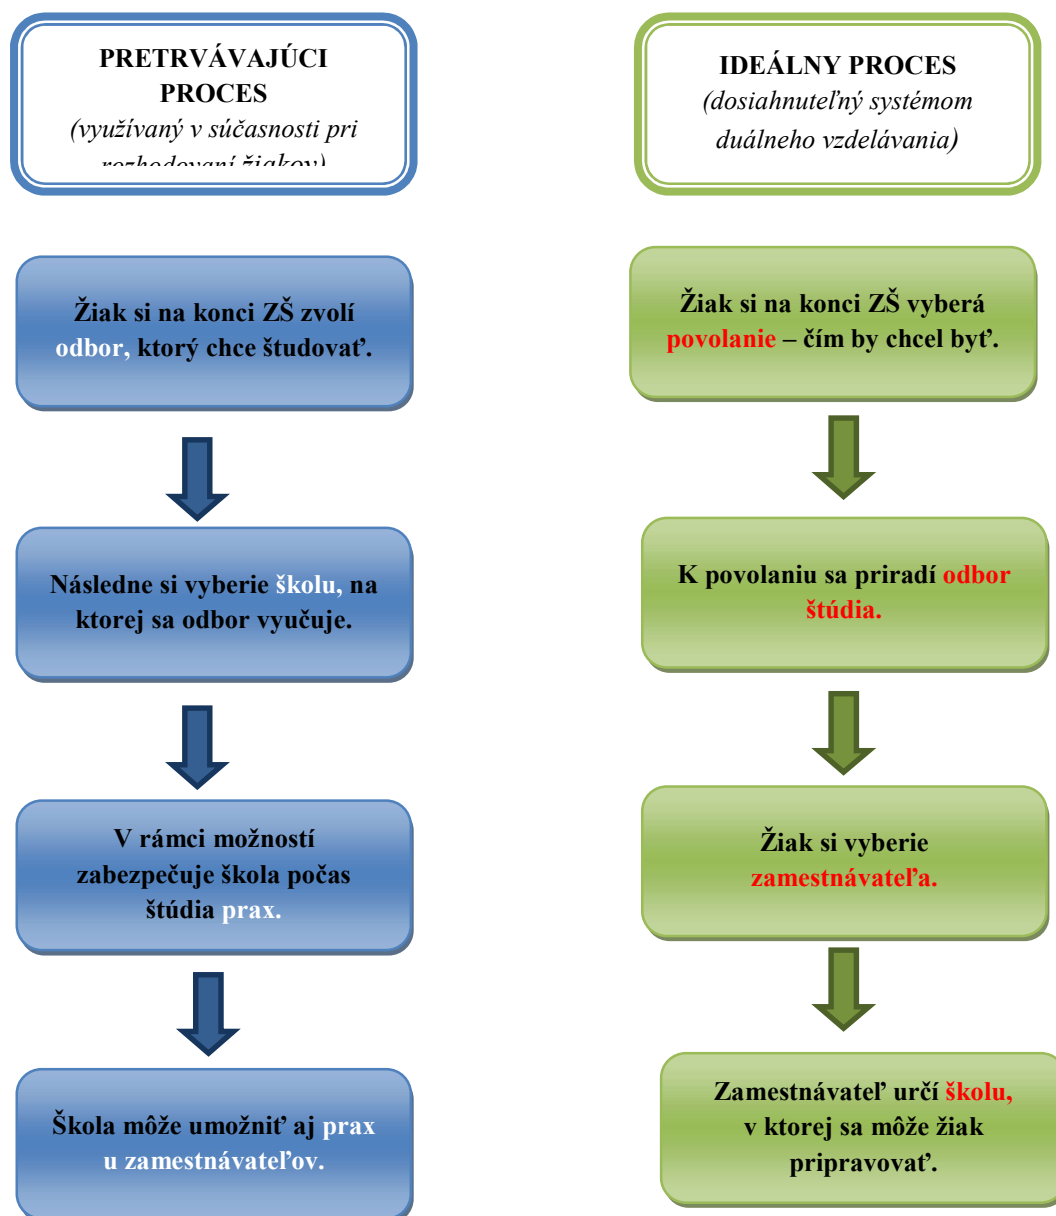 PRETRVÁVAJÚCI
PROCES
(využívaný v súčasnosti pri
rozhodovaní žiakov)
Žiak si na konci ZŠ zvolí
odbor, ktorý chce študovať.
Následne si vyberie školu, na
ktorej sa odbor vyučuje.
V rámci možností
zabezpečuje škola počas
štúdia prax.
Škola môže umožniť aj prax
u zamestnávateľov.
IDEÁLNY PROCES
(dosiahnuteľný systémom
duálneho vzdelávania)
Žiak si na konci ZŠ vyberá
povolanie – čím by chcel byť.
K povolaniu sa priradí odbor
štúdia.
Žiak si vyberie
zamestnávateľa.
Zamestnávateľ určí školu,
v ktorej sa môže žiak
pripravovať.